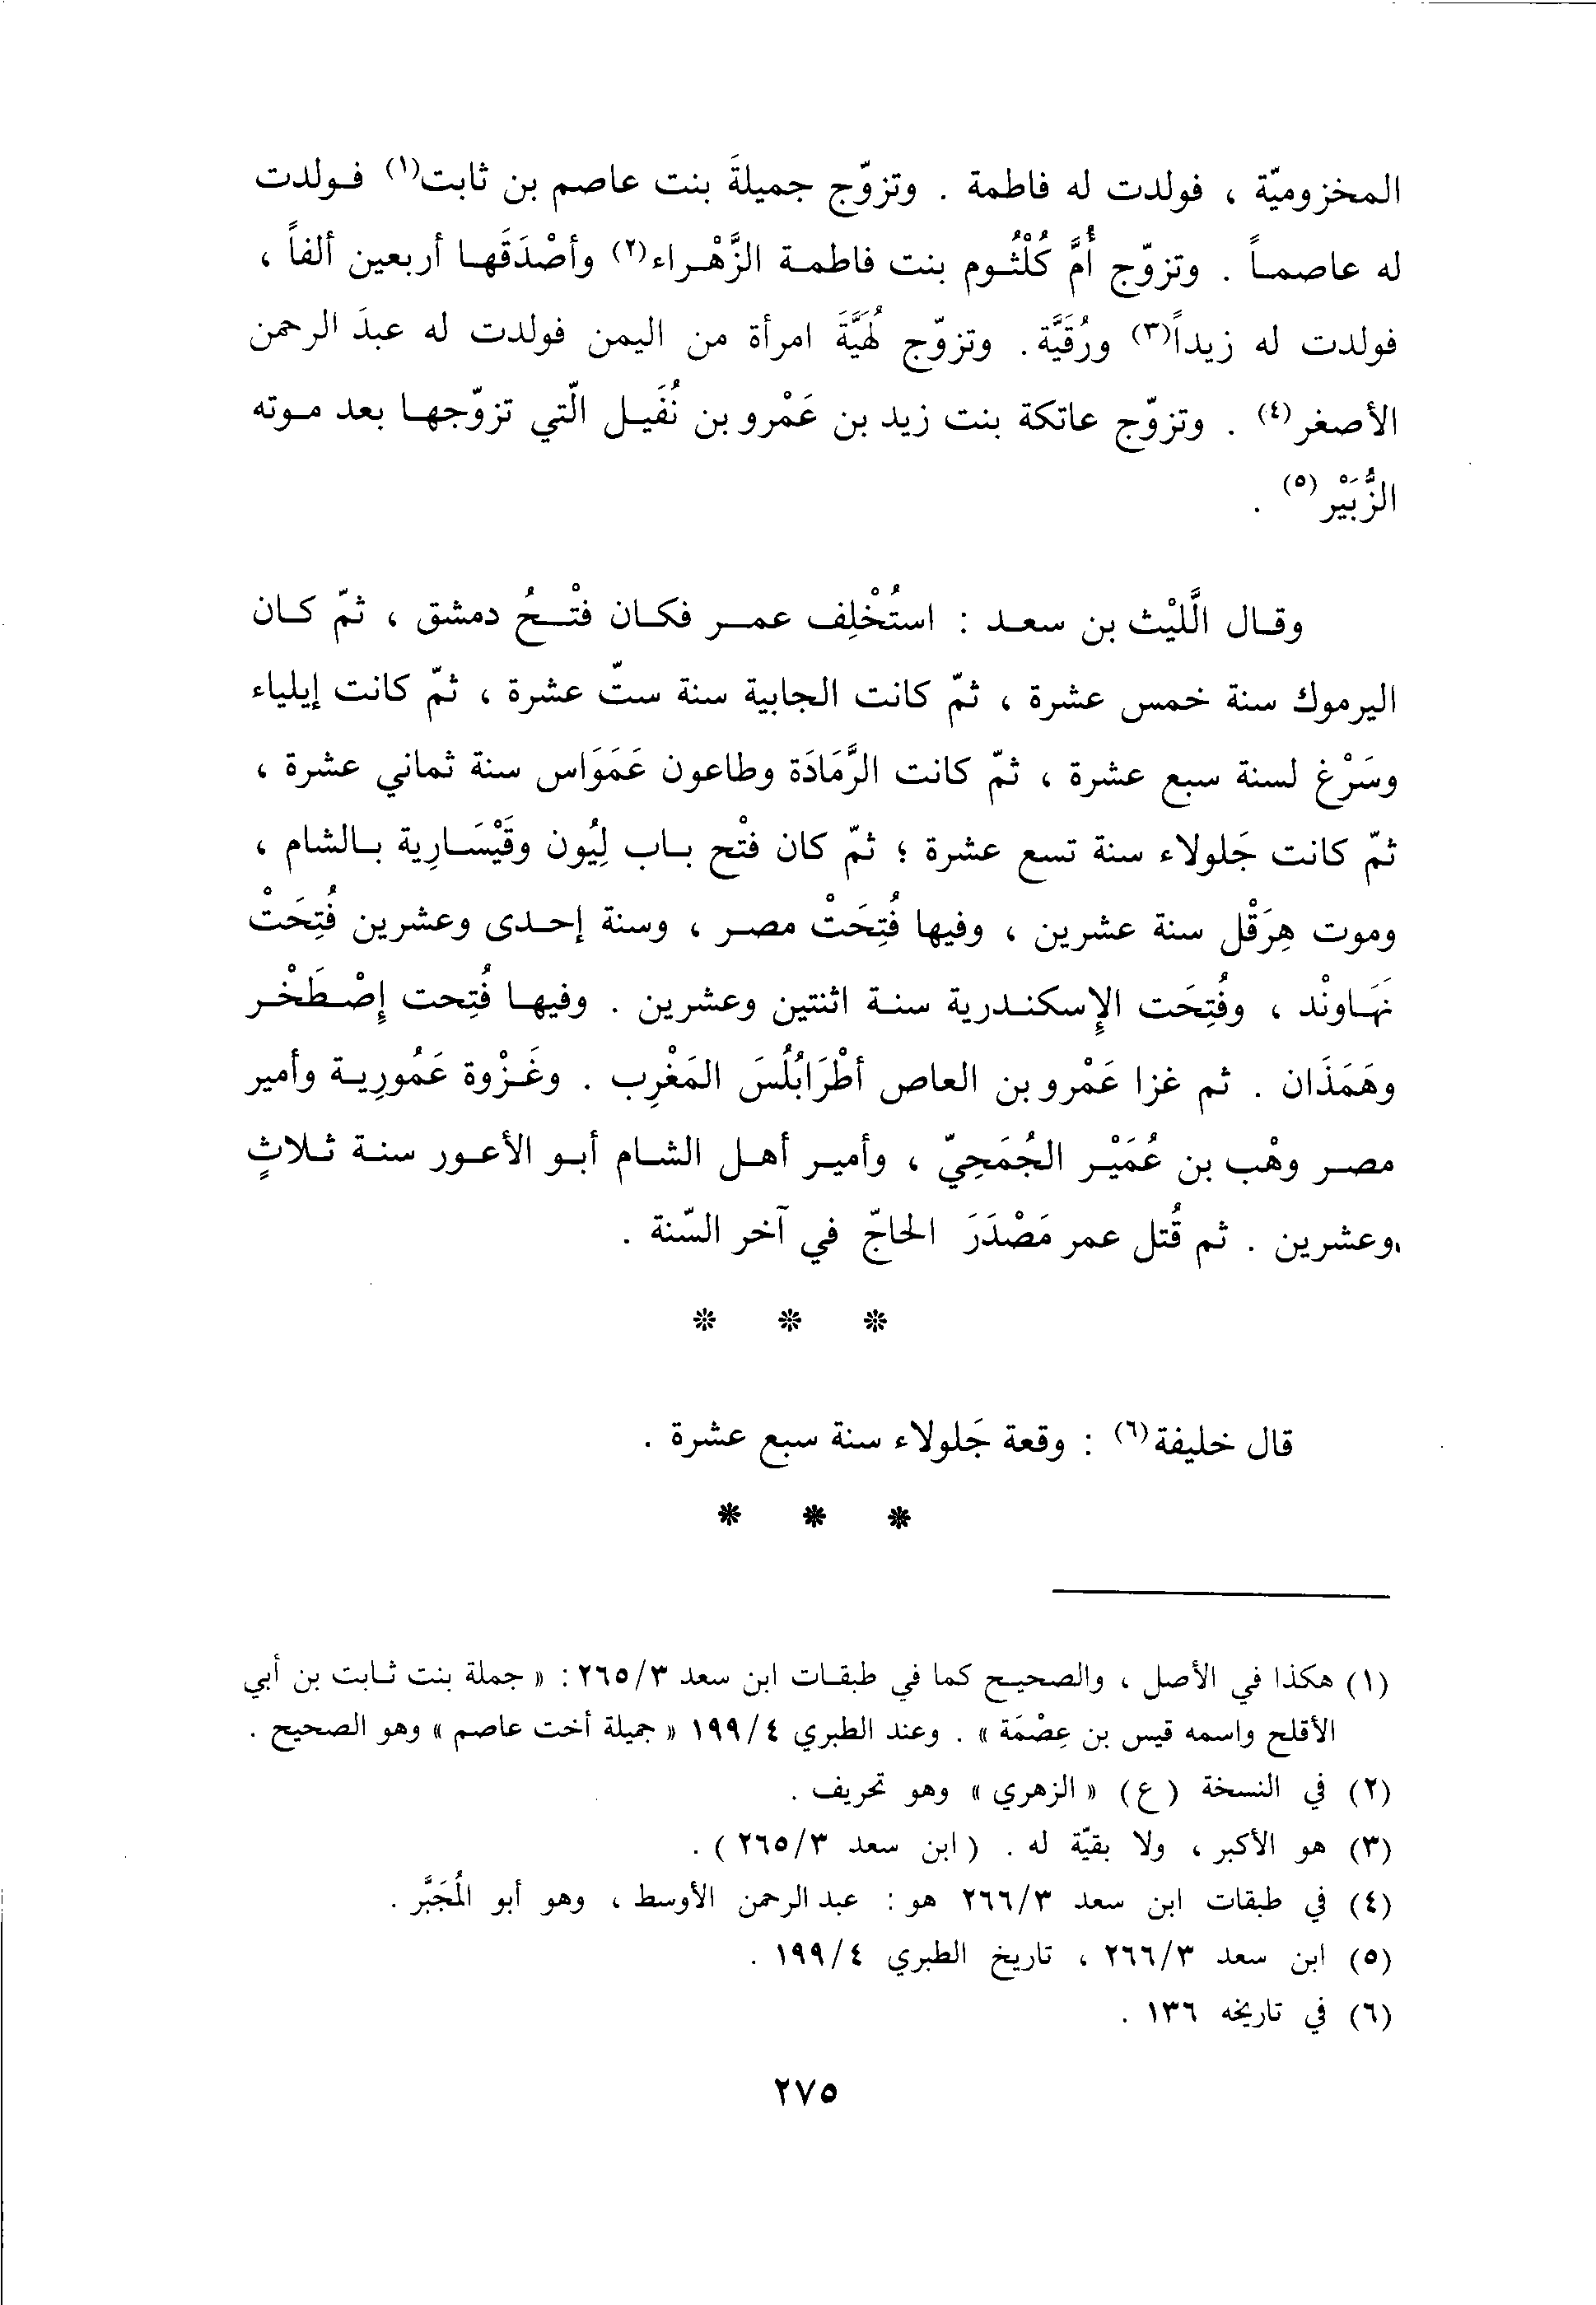 المخزوميّة ، فولدت له فاطمة . وتزوّج جميلةَ بنت عاصم بن ثابت(١) فولدت
له عاصماً . وتزوّج أُمَّ كُلْثُوم بنت فاطمة الزَّهْراء(٢) وأصْدَقَها أربعين ألفاً ،
فولدت له زيداً(٣) ورُقَيَّة . وتزوّج لُهَيَّةَ امرأة من اليمن فولدت له عبدَ الرحمن
الأصغر(٤) . وتزوّج عاتكة بنت زيد بن عَمْرو بن نُفَيل الّتي تزوّجها بعد موته
الزُّبَيْر(٥) .
وقال الَّلَيْث بن سعد : استُخْلِف عمر فكان فتْحُ دمشق ، ثمّ كان
اليرموك سنة خمس عشرة ، ثمّ كانت الجابية سنة ستّ عشرة ، ثمّ كانت إيلياء
وسَرْغ لسنة سبع عشرة ، ثمّ كانت الرَّمَادَة وطاعون عَمَوَاس سنة ثماني عشرة ،
ثمّ كانت جَلولاء سنة تسع عشرة ؛ ثمّ كان فتْح باب لِيُون وقَيْسَارِية بالشام ،
وموت هِرَقْل سنة عشرين ، وفيها فُتِحَتْ مصر ، وسنة إحدى وعشرين فُتِحَتْ
نَهَاونْد ، وفُتِحَت الإسكندرية سنة اثنتين وعشرين . وفيها فُتِحت إصْطَخْر
وهَمَذَان . ثم غزا عَمْرو بن العاص أطْرَابُلُسَ المَغْرِب . وغَزْوة عَمُورِية وأمير
مصر وهْب بن عُمَيْر الجُمَحِيّ ، وأمير أهل الشام أبو الأعور سنة ثلاثٍ
وعشرين . ثم قُتل عمر مَصْدَرَ الحاجّ في آخر السّنة .
* * *
قال خليفة(٦) : وقعة جَلولاء سنة سبع عشرة .
* * *
(١) هكذا في الأصل ، والصحيح كما في طبقات ابن سعد ٢٦٥/٣ : « جملة بنت ثابت بن أبي
الأقلح واسمه قيس بن عِصْمَة » . وعند الطبري ١٩٩/٤ « جميلة أخت عاصم » وهو الصحيح .
(٢) في النسخة (ع) « الزهري » وهو تحريف .
(٣) هو الأكبر ، ولا بقيّة له . ( ابن سعد ٢٦٥/٣ ) .
(٤) في طبقات ابن سعد ٢٦٦/٣ هو : عبد الرحمن الأوسط ، وهو أبو المُجَبَّر .
(٥) ابن سعد ٢٦٦/٣ ، تاريخ الطبري ١٩٩/٤ .
(٦) في تاريخه ١٣٦ .
٢٧٥